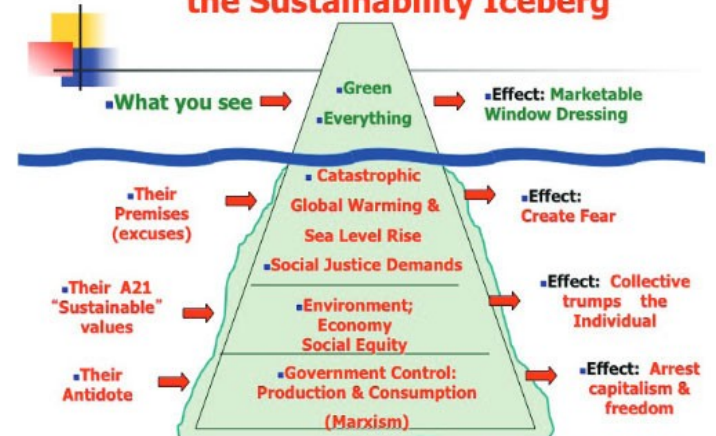 the Sustainability Iceberg
What you see
Green
Everything
Effect: Marketable
Window Dressing
Their
Premises
(excuses)
Catastrophic
Global Warming &
Sea Level Rise
Social Justice Demands
Effect:
Create Fear
Their A21
"Sustainable"
values
Environment;
Economy
Social Equity
Effect: Collective
trumps the
Individual
Their
Antidote
Government Control:
Production & Consumption
(Marxism)
Effect: Arrest
capitalism &
freedom